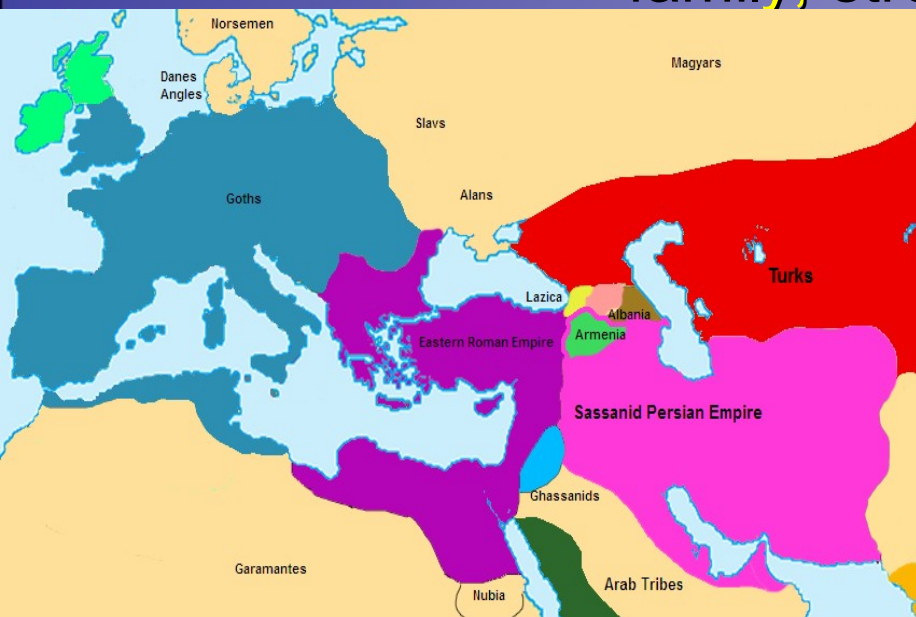 Norsemen
Magyars
Danes
Angles
Slavs
Alans
Goths
Turks
Lazica
Albania
Armenia
Eastern Roman Empire
Sassanid Persian Empire
Ghassanids
Garamantes
Arab Tribes
Nubia